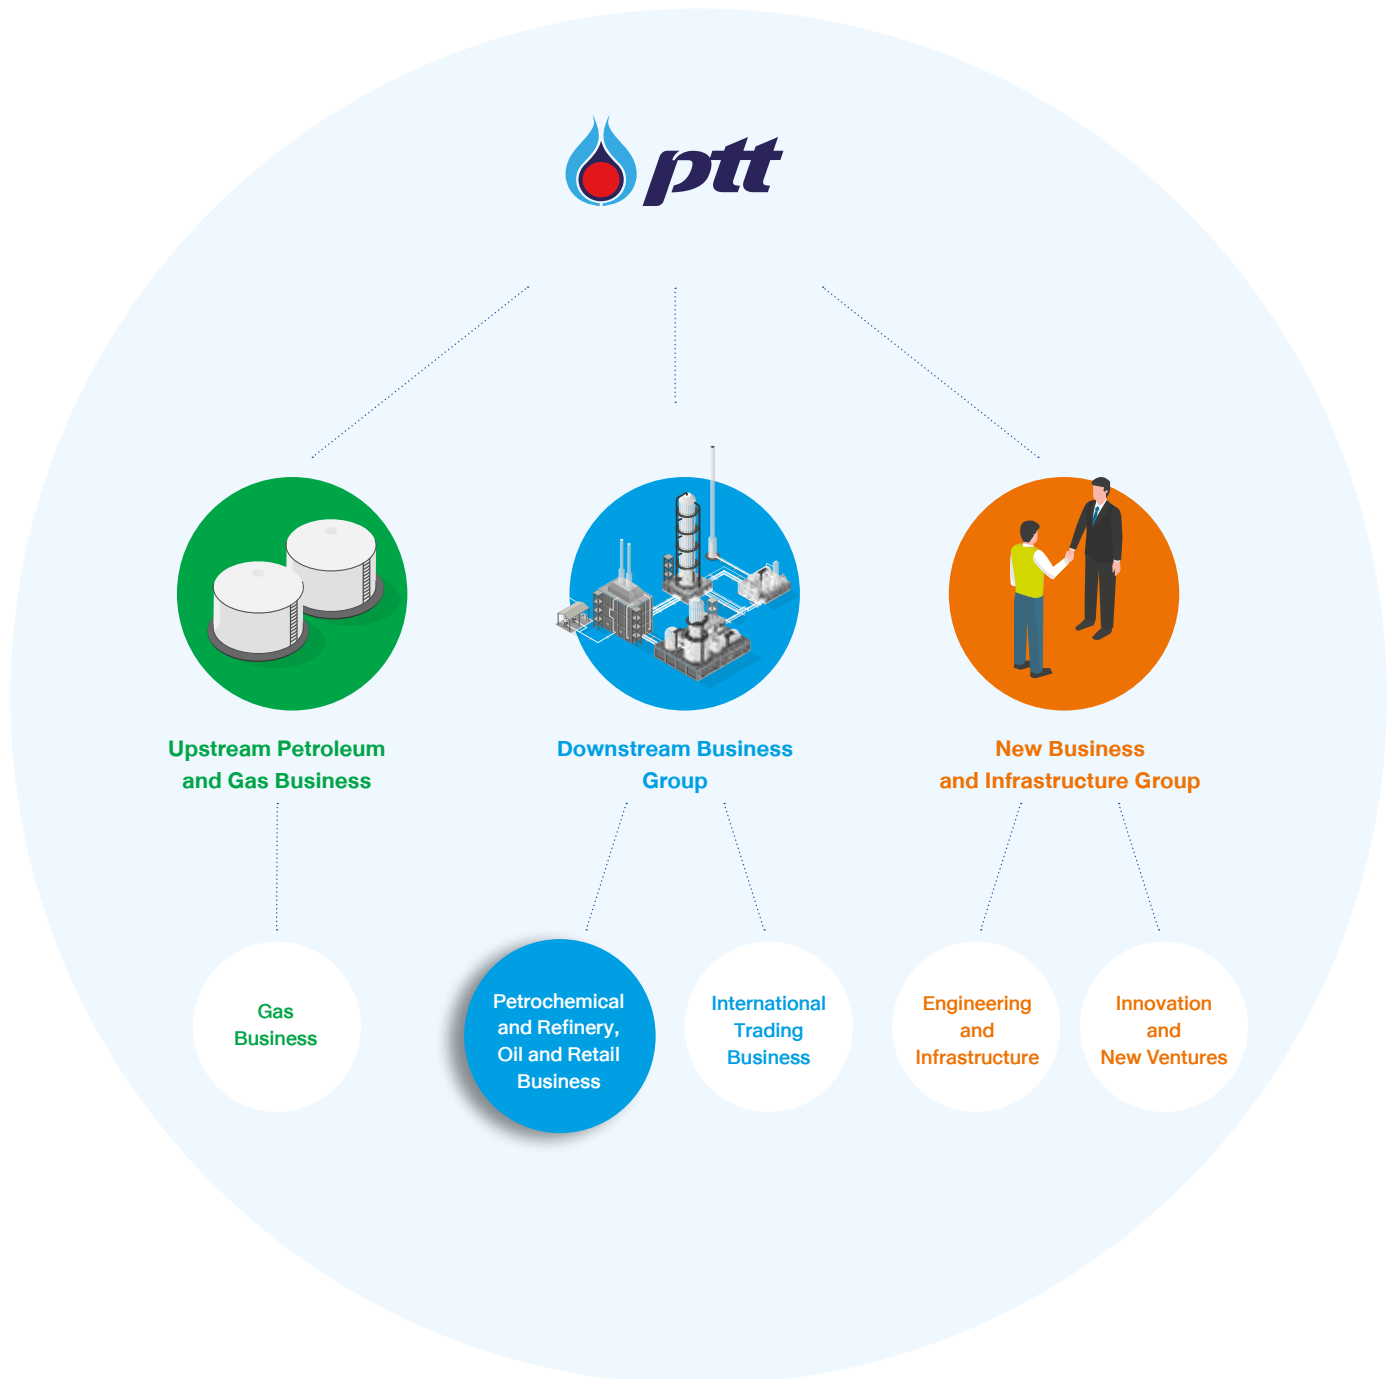 ptt
Upstream Petroleum
and Gas Business
Downstream Business
Group
New Business
and Infrastructure Group
Gas
Business
Petrochemical
and Refinery,
Oil and Retail
Business
International
Trading
Business
Engineering
and
Infrastructure
Innovation
and
New Ventures